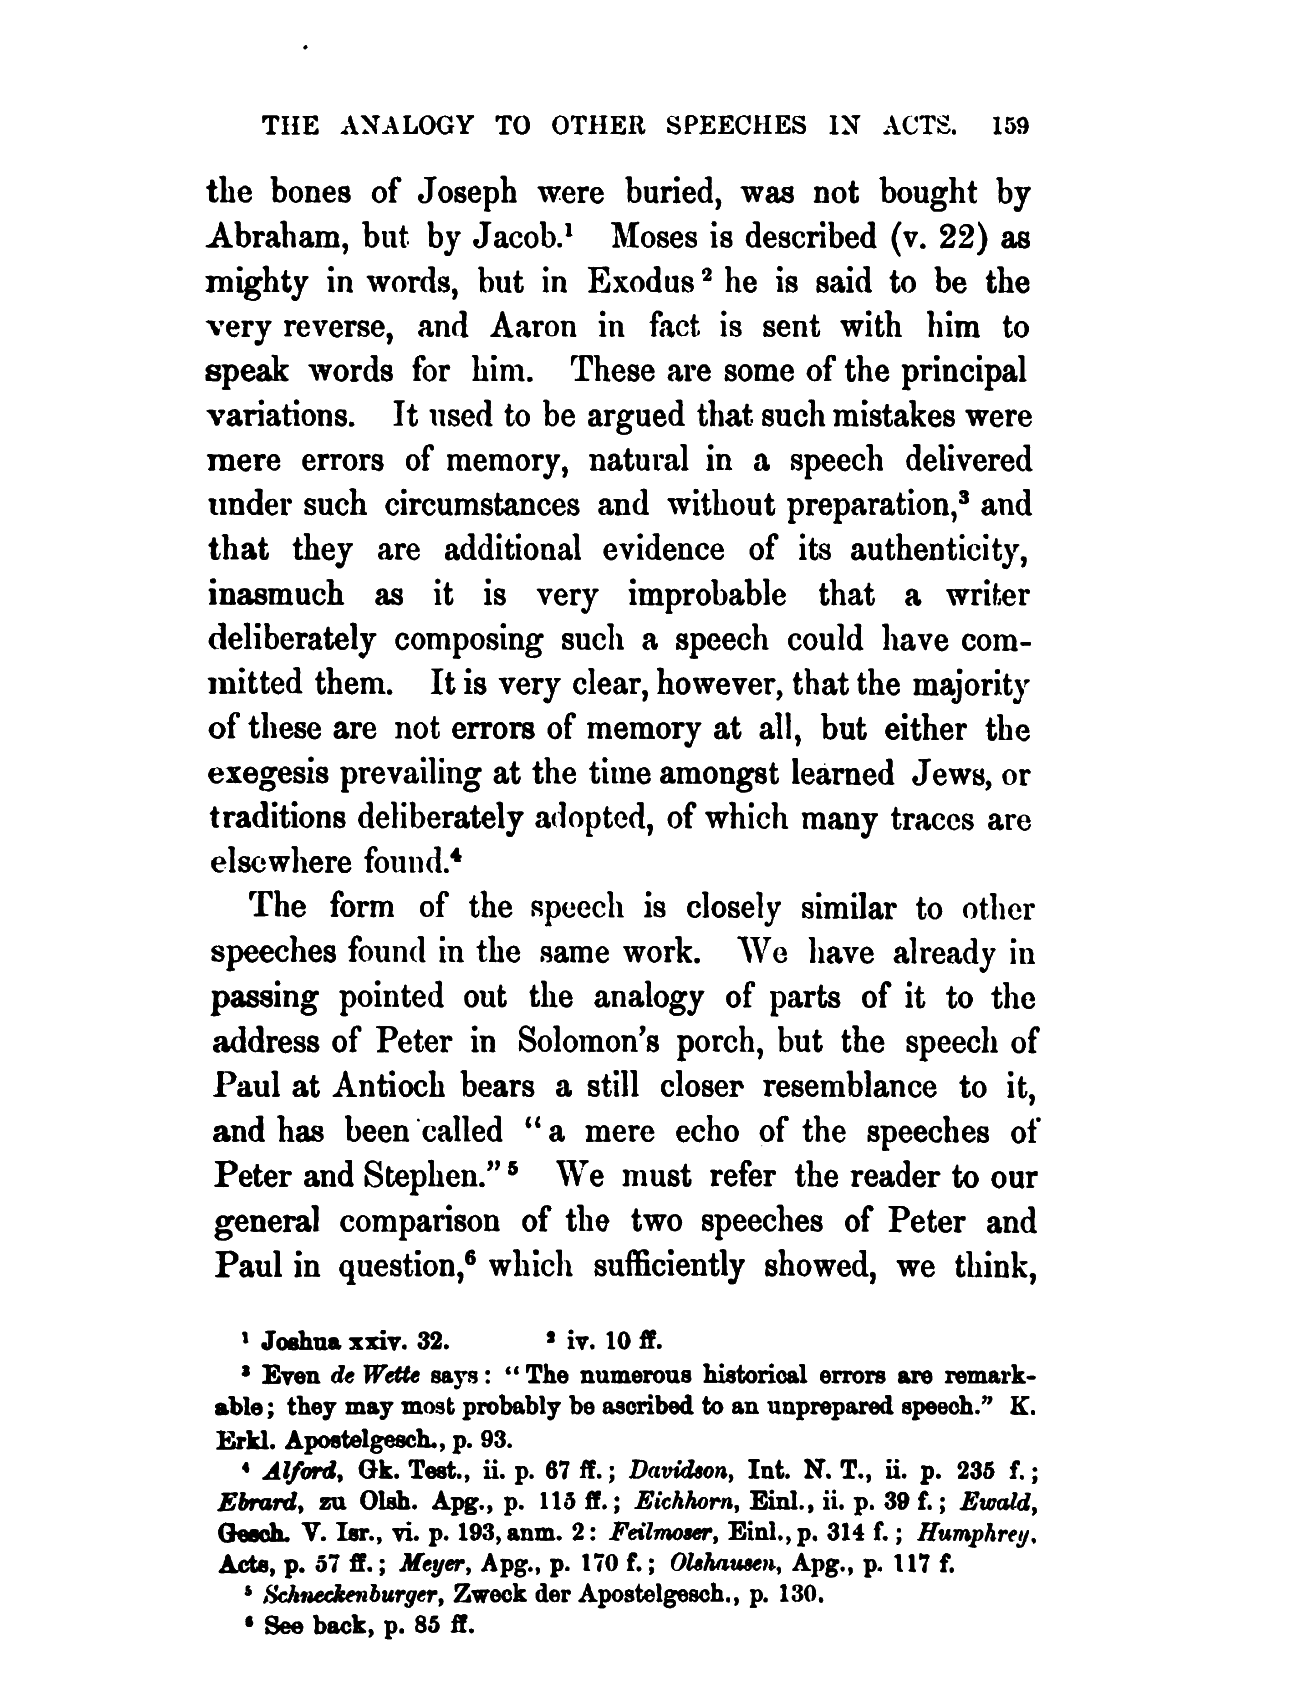 THE ANALOGY TO OTHER SPEECHES IN ACTS. 159
the bones of Joseph were buried, was not bought by
Abraham, but by Jacob.¹ Moses is described (v. 22) as
mighty in words, but in Exodus² he is said to be the
very reverse, and Aaron in fact is sent with him to
speak words for him. These are some of the principal
variations. It used to be argued that such mistakes were
mere errors of memory, natural in a speech delivered
under such circumstances and without preparation,³ and
that they are additional evidence of its authenticity,
inasmuch as it is very improbable that a writer
deliberately composing such a speech could have com-
mitted them. It is very clear, however, that the majority
of these are not errors of memory at all, but either the
exegesis prevailing at the time amongst learned Jews, or
traditions deliberately adopted, of which many traces are
elsewhere found.⁴
The form of the speech is closely similar to other
speeches found in the same work. We have already in
passing pointed out the analogy of parts of it to the
address of Peter in Solomon's porch, but the speech of
Paul at Antioch bears a still closer resemblance to it,
and has been called "a mere echo of the speeches of
Peter and Stephen."⁵ We must refer the reader to our
general comparison of the two speeches of Peter and
Paul in question,⁶ which sufficiently showed, we think,
¹ Joshua xxiv. 32. ² iv. 10 ff.
³ Even de Wette says: "The numerous historical errors are remark-
able; they may most probably be ascribed to an unprepared speech." K.
Erkl. Apostelgesch., p. 93.
⁴ Alford, Gk. Test., ii. p. 67 ff.; Davidson, Int. N. T., ii. p. 235 f.;
Ebrard, zu Olsh. Apg., p. 115 ff.; Eichhorn, Einl., ii. p. 39 f.; Ewald,
Gesch. V. Isr., vi. p. 193, anm. 2: Feilmoser, Einl., p. 314 f.; Humphrey,
Acts, p. 57 ff.; Meyer, Apg., p. 170 f.; Olshausen, Apg., p. 117 f.
⁵ Schneckenburger, Zweck der Apostelgesch., p. 130.
⁶ See back, p. 85 ff.